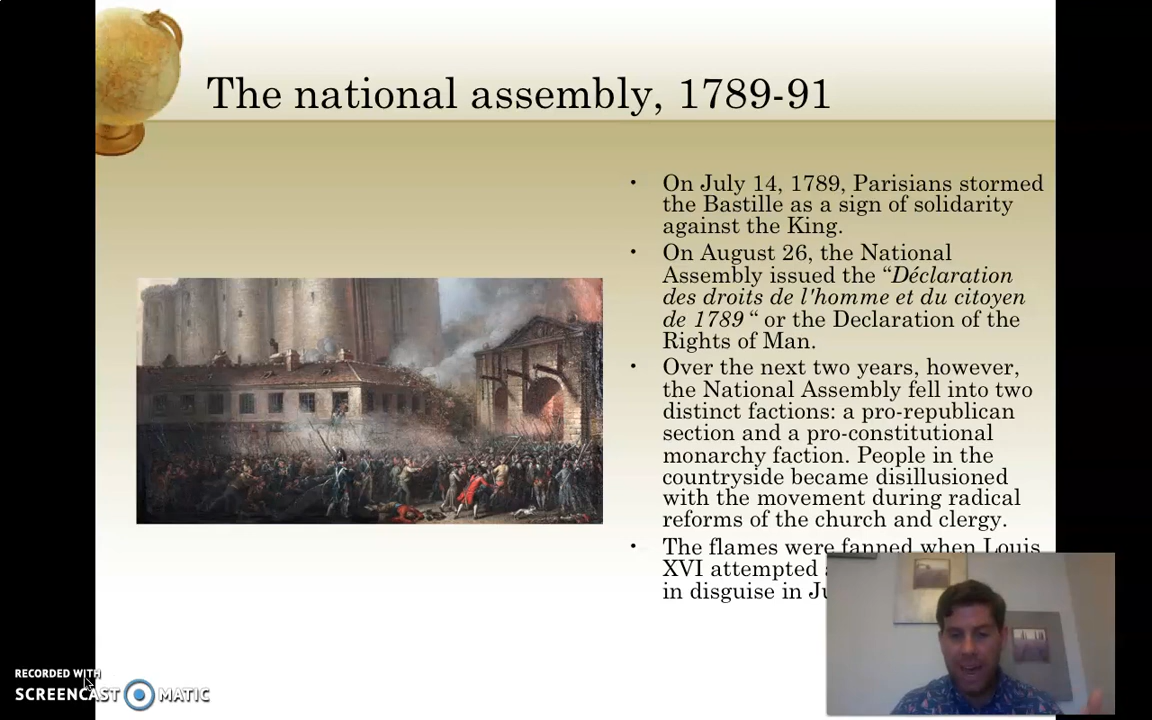 The national assembly, 1789-91
• On July 14, 1789, Parisians stormed
the Bastille as a sign of solidarity
against the King.
• On August 26, the National
Assembly issued the “Déclaration
des droits de l'homme et du citoyen
de 1789 “ or the Declaration of the
Rights of Man.
• Over the next two years, however,
the National Assembly fell into two
distinct factions: a pro-republican
section and a pro-constitutional
monarchy faction. People in the
countryside became disillusioned
with the movement during radical
reforms of the church and clergy.
• The flames were fanned when Louis
XVI attempted
in disguise in
RECORDED WITH
SCREENCAST MATIC